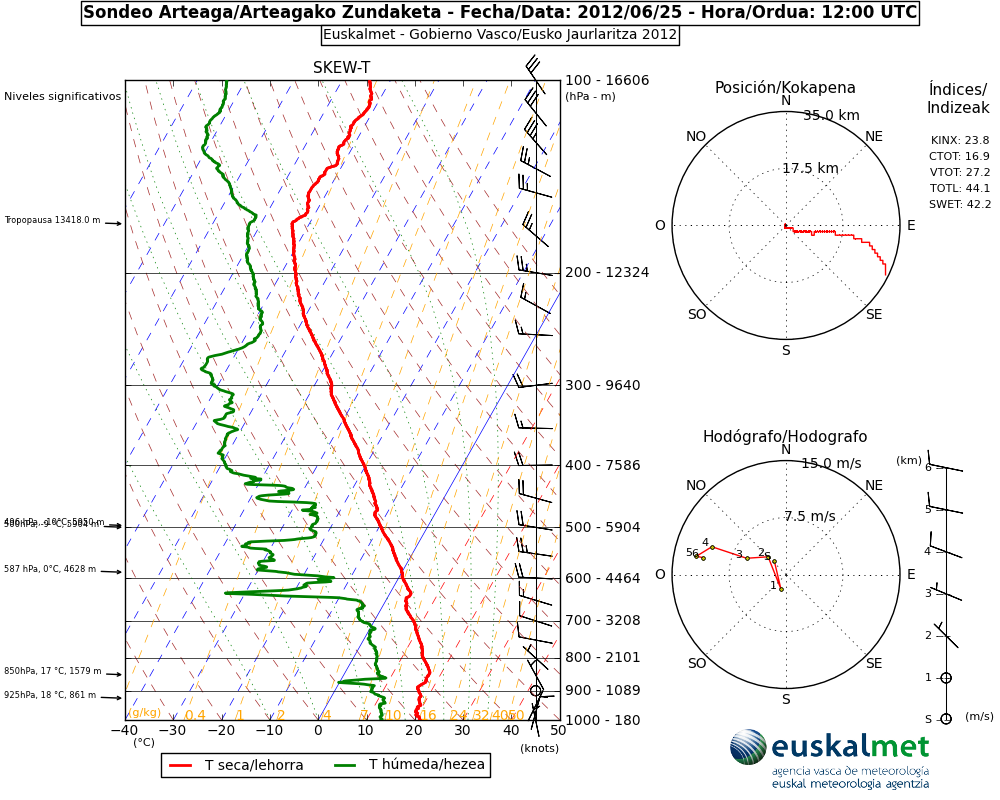 Sondeo Arteaga/Arteagako Zundaketa - Fecha/Data: 2012/06/25 - Hora/Ordua: 12:00 UTC
Euskalmet - Gobierno Vasco/Eusko Jaurlaritza 2012
SKEW-T
Niveles significativos
Tropopausa 13418.0 m
587 hPa, 0°C, 4628 m
850hPa, 17 °C, 1579 m
925hPa, 18 °C, 861 m
100 - 16606
(hPa - m)
200 - 12324
300 - 9640
400 - 7586
500 - 5904
600 - 4464
700 - 3208
800 - 2101
900 - 1089
1000 - 180
(g/kg) 0.4 1 2 4 7 10 16 24 32 40 50
−40 −30 −20 −10 0 10 20 30 40 50
(°C)
(knots)
T seca/lehorra T húmeda/hezea
Posición/Kokapena
N
35.0 km
NO NE
17.5 km
O E
SO SE
S
Índices/
Indizeak
KINX: 23.8
CTOT: 16.9
VTOT: 27.2
TOTL: 44.1
SWET: 42.2
Hodógrafo/Hodografo
N
15.0 m/s
NO NE
7.5 m/s
4
5 6 3 2 S
O E
1
SO SE
S
(km)
6
5
4
3
2
1
S
(m/s)
euskalmet
agencia vasca de meteorología
euskal meteorologia agentzia